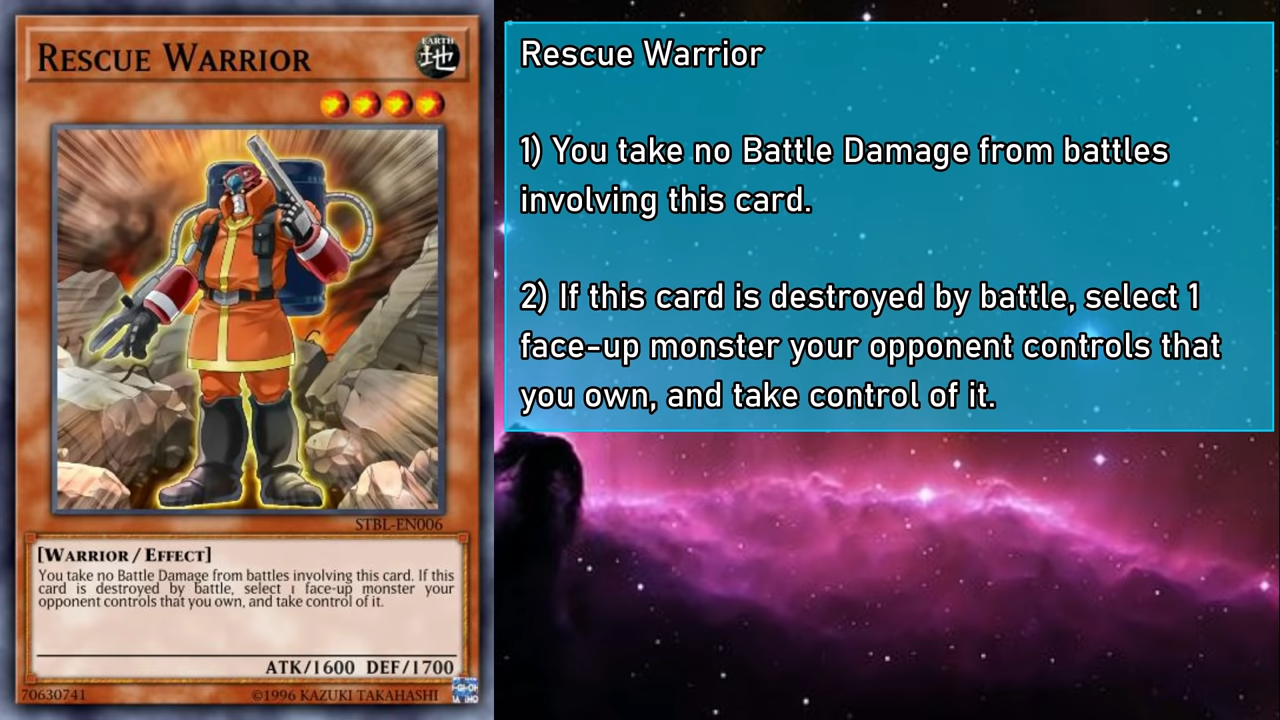 RESCUE WARRIOR
EARTH
地
STBL-EN006
[WARRIOR / EFFECT]
You take no Battle Damage from battles involving this card. If this
card is destroyed by battle, select 1 face-up monster your
opponent controls that you own, and take control of it.
ATK/1600 DEF/1700
70630741
©1996 KAZUKI TAKAHASHI
Rescue Warrior
1) You take no Battle Damage from battles
involving this card.
2) If this card is destroyed by battle, select 1
face-up monster your opponent controls that
you own, and take control of it.